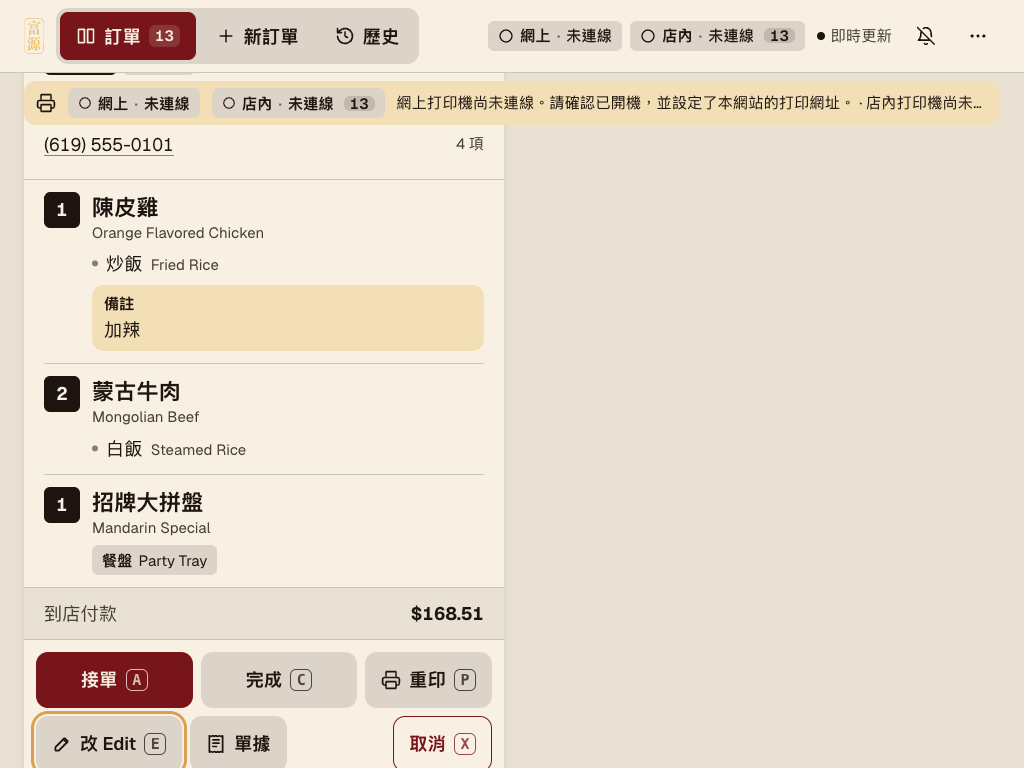 富源
訂單 13
新訂單
歷史
網上 · 未連線
店內 · 未連線 13
即時更新
網上 · 未連線
店內 · 未連線 13
網上打印機尚未連線。請確認已開機，並設定了本網站的打印網址。 · 店內打印機尚未…
(619) 555-0101
4 項
1 陳皮雞
Orange Flavored Chicken
炒飯 Fried Rice
備註
加辣
2 蒙古牛肉
Mongolian Beef
白飯 Steamed Rice
1 招牌大拼盤
Mandarin Special
餐盤 Party Tray
到店付款 $168.51
接單 A
完成 C
重印 P
改 Edit E
單據
取消 X